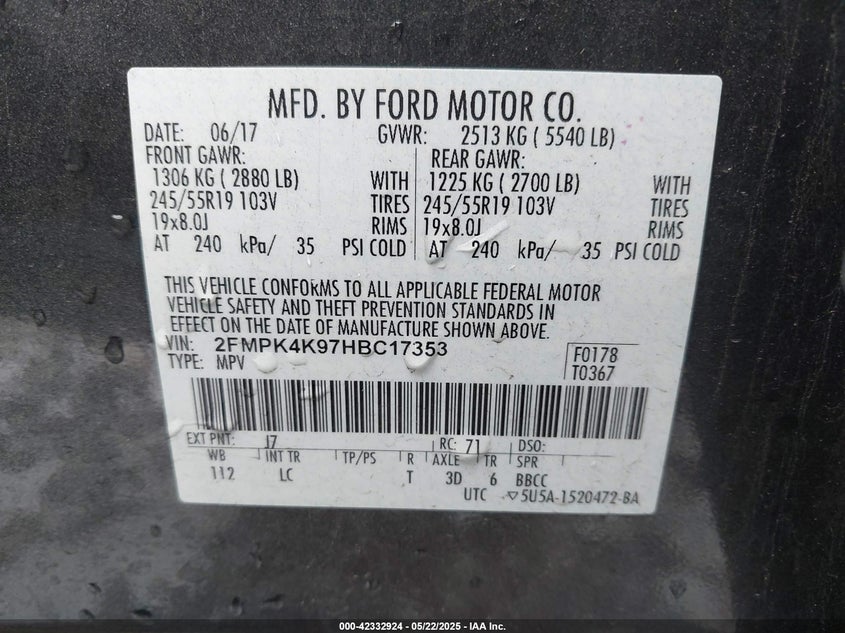 MFD. BY FORD MOTOR CO.
DATE: 06/17 GVWR: 2513 KG ( 5540 LB)
FRONT GAWR: REAR GAWR:
1306 KG ( 2880 LB) WITH 1225 KG ( 2700 LB) WITH
245/55R19 103V TIRES 245/55R19 103V TIRES
19x8.0J RIMS 19x8.0J RIMS
AT 240 kPa/ 35 PSI COLD AT 240 kPa/ 35 PSI COLD
THIS VEHICLE CONFORMS TO ALL APPLICABLE FEDERAL MOTOR
VEHICLE SAFETY AND THEFT PREVENTION STANDARDS IN
EFFECT ON THE DATE OF MANUFACTURE SHOWN ABOVE.
VIN: 2FMPK4K97HBC17353 F0178
TYPE: MPV T0367
EXT PNT: J7 RC: 71 DSO:
WB INT TR TP/PS R AXLE TR SPR
112 LC T 3D 6 BBCC
UTC ▽5U5A-1520472-BA
000-42332924 - 05/22/2025 - IAA Inc.